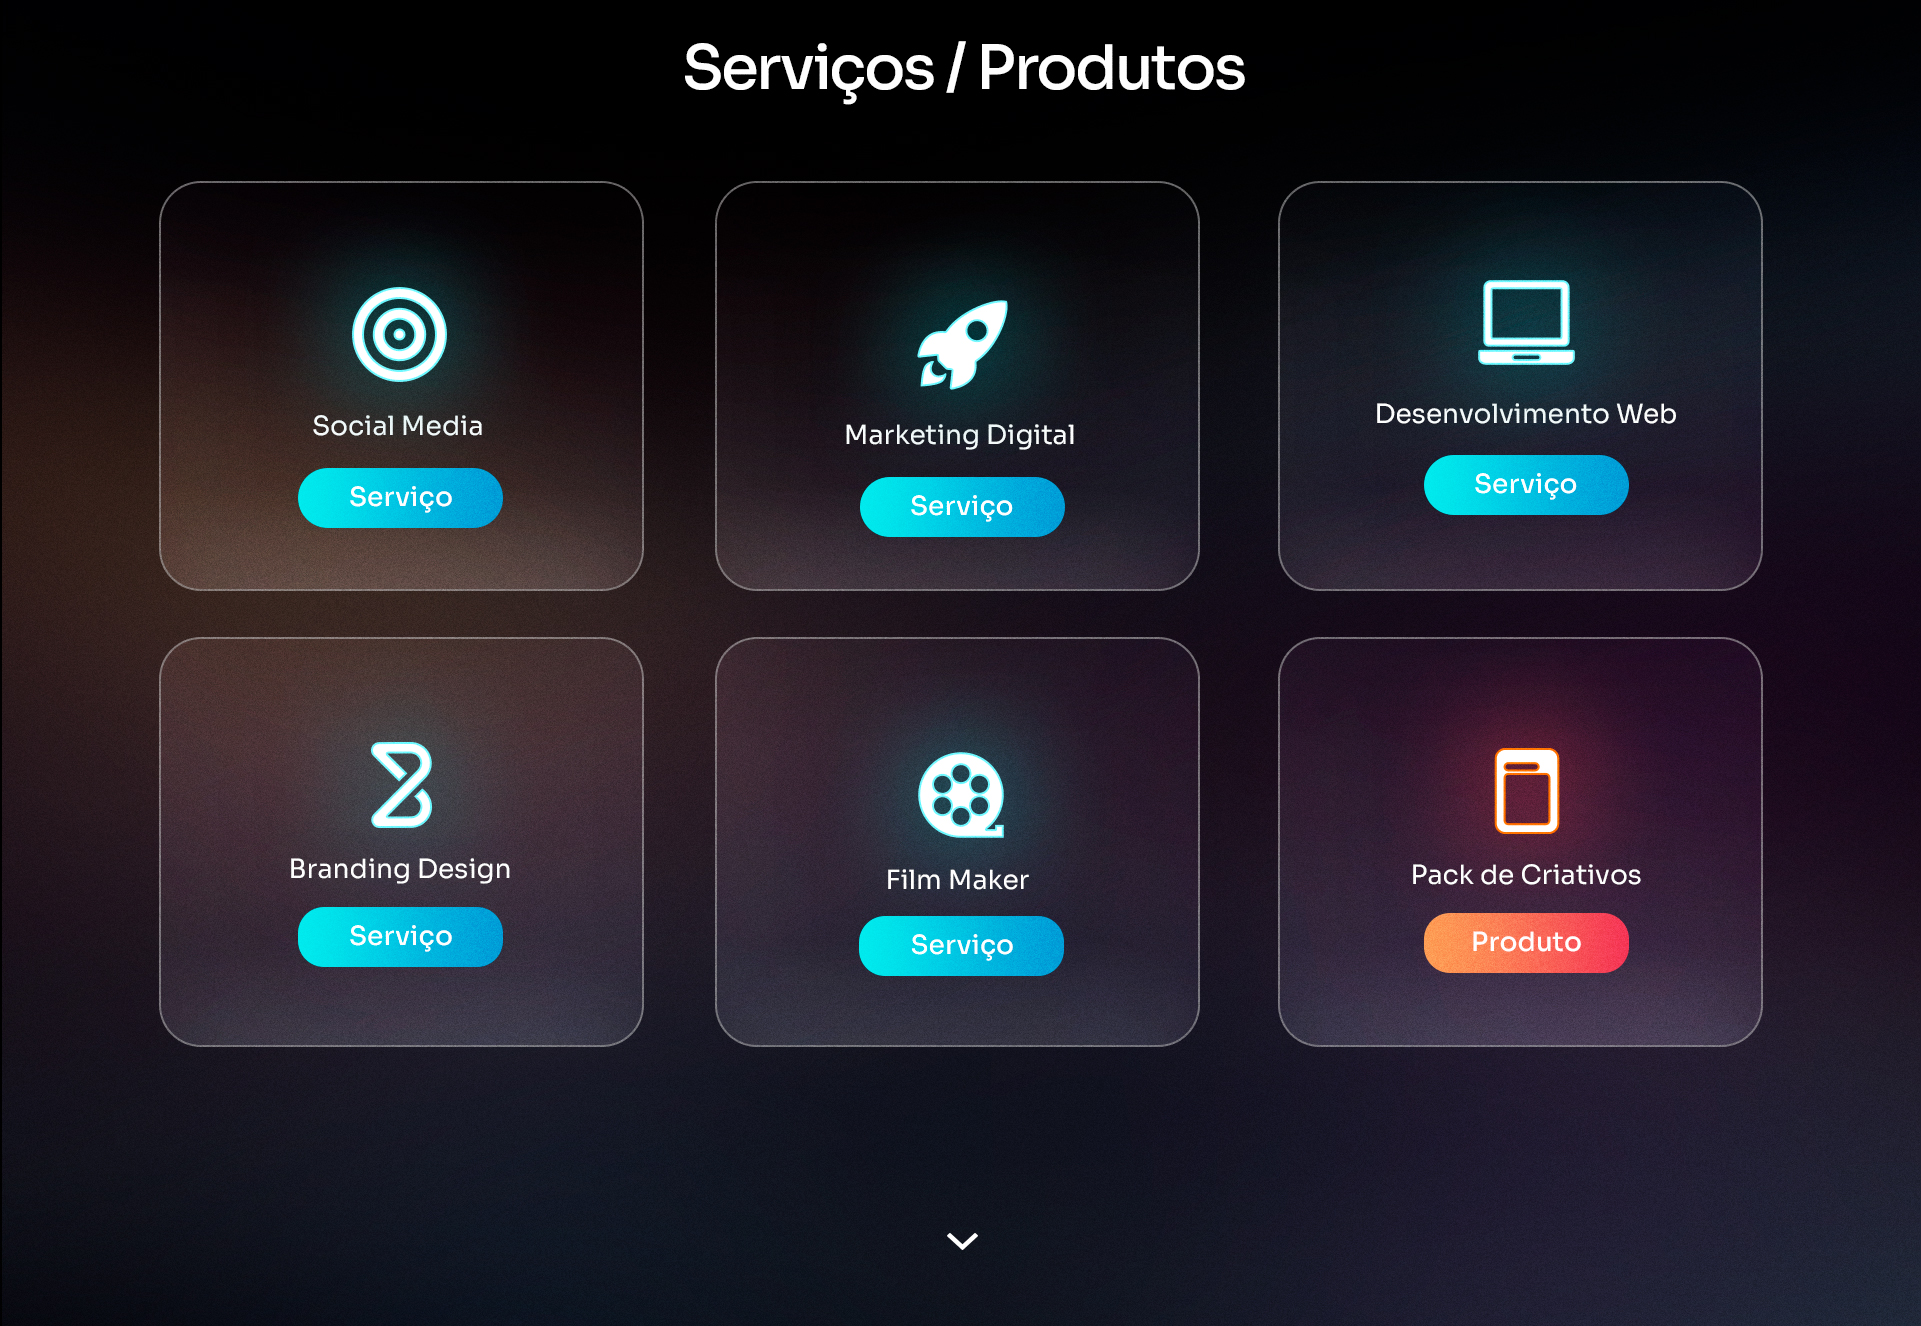 Serviços / Produtos
Social Media
Serviço
Marketing Digital
Serviço
Desenvolvimento Web
Serviço
Branding Design
Serviço
Film Maker
Serviço
Pack de Criativos
Produto